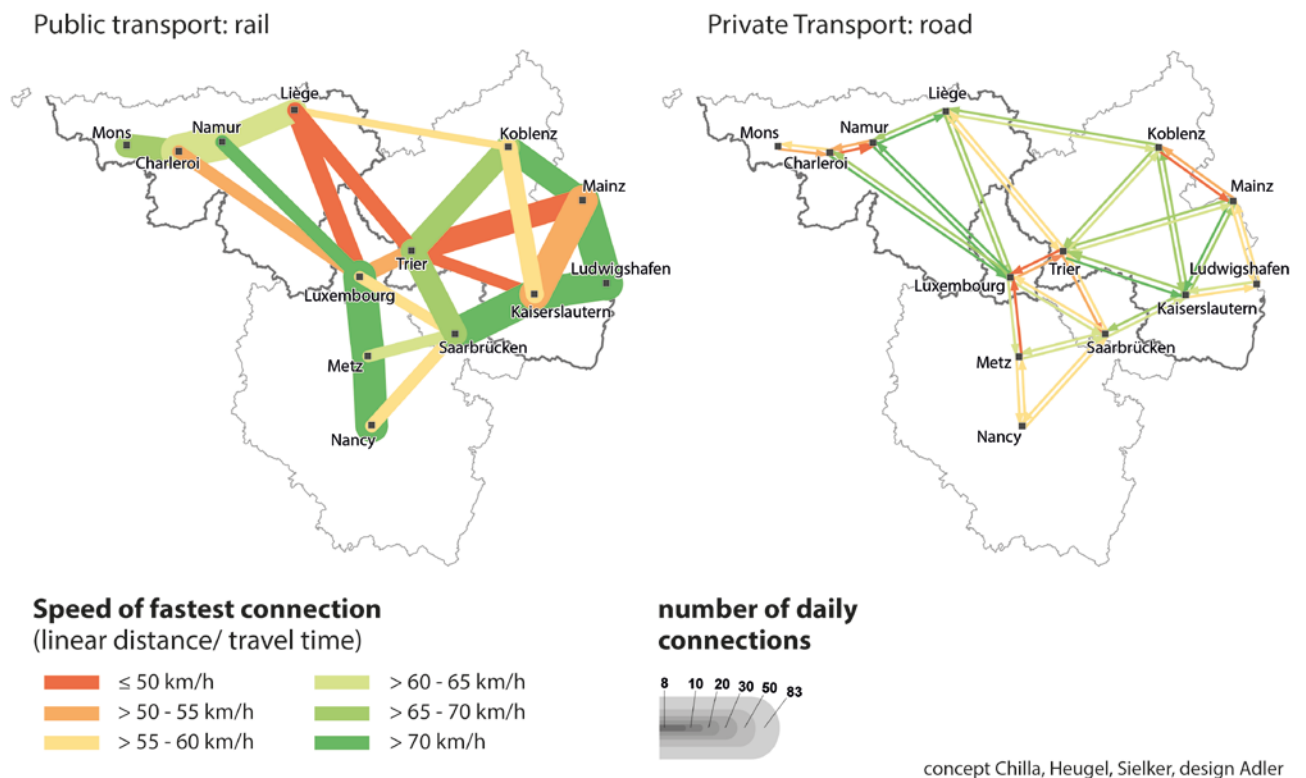 Public transport: rail
Private Transport: road
Liège
Mons
Namur
Charleroi
Koblenz
Mainz
Trier
Ludwigshafen
Luxembourg
Kaiserslautern
Saarbrücken
Metz
Nancy
Liège
Mons
Namur
Charleroi
Koblenz
Mainz
Trier
Ludwigshafen
Luxembourg
Kaiserslautern
Saarbrücken
Metz
Nancy
Speed of fastest connection
(linear distance/ travel time)
≤ 50 km/h
> 50 - 55 km/h
> 55 - 60 km/h
> 60 - 65 km/h
> 65 - 70 km/h
> 70 km/h
number of daily
connections
8 10 20 30 50 83
concept Chilla, Heugel, Sielker, design Adler